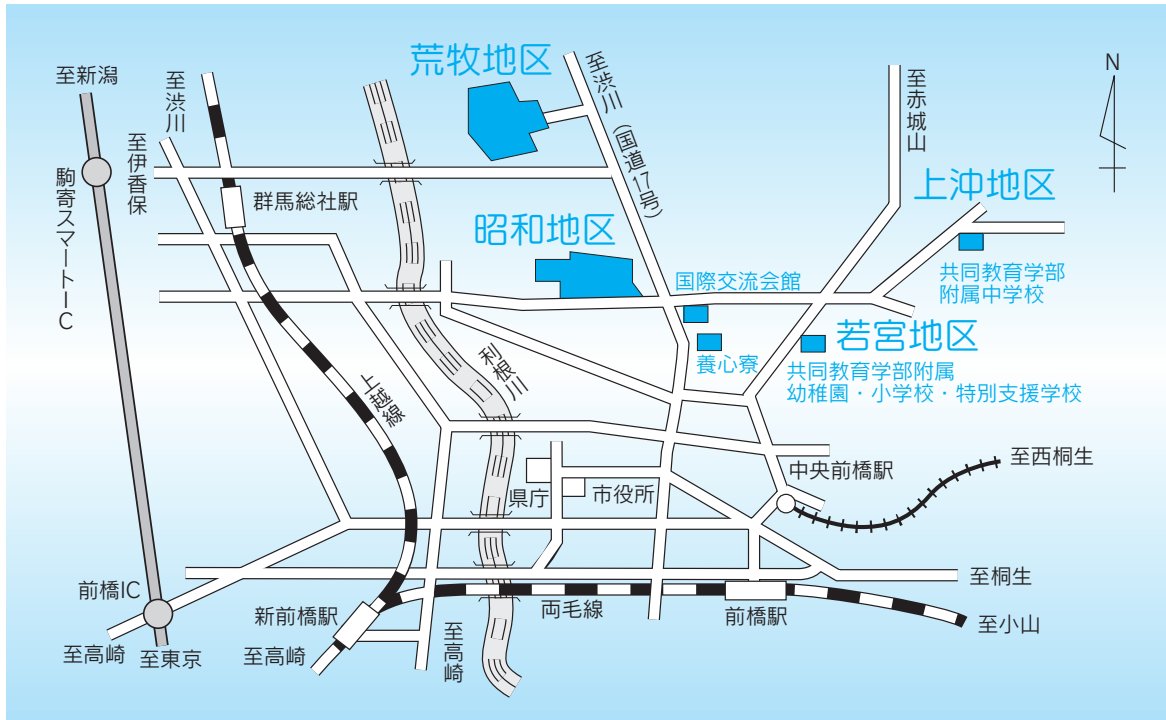 荒牧地区
至新潟
至渋川
至渋川（国道17号）
至赤城山
N
至伊香保
駒寄スマートＩＣ
群馬総社駅
上沖地区
昭和地区
共同教育学部
附属中学校
国際交流会館
若宮地区
養心寮
共同教育学部附属
幼稚園・小学校・特別支援学校
利根川
上越線
中央前橋駅
至西桐生
県庁
市役所
前橋IC
新前橋駅
両毛線
前橋駅
至桐生
至小山
至高崎
至東京
至高崎
至高崎